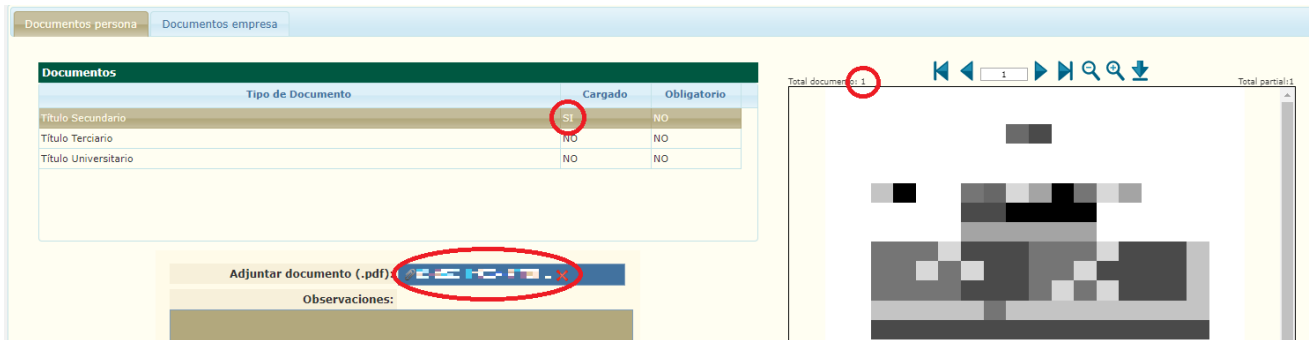 Documentos persona
Documentos empresa
Documentos
Tipo de Documento Cargado Obligatorio
Título Secundario SI NO
Título Terciario NO NO
Título Universitario NO NO
Adjuntar documento (.pdf):
Observaciones:
1
Total documento: 1
Total partial:1